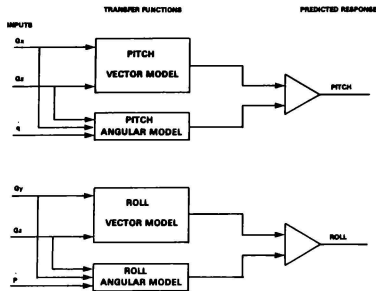 TRANSFER FUNCTIONS
PREDICTED RESPONSE
INPUTS
Gx
PITCH
VECTOR MODEL
Gz
PITCH
PITCH
ANGULAR MODEL
q
Gy
ROLL
VECTOR MODEL
Gz
ROLL
ROLL
ANGULAR MODEL
P